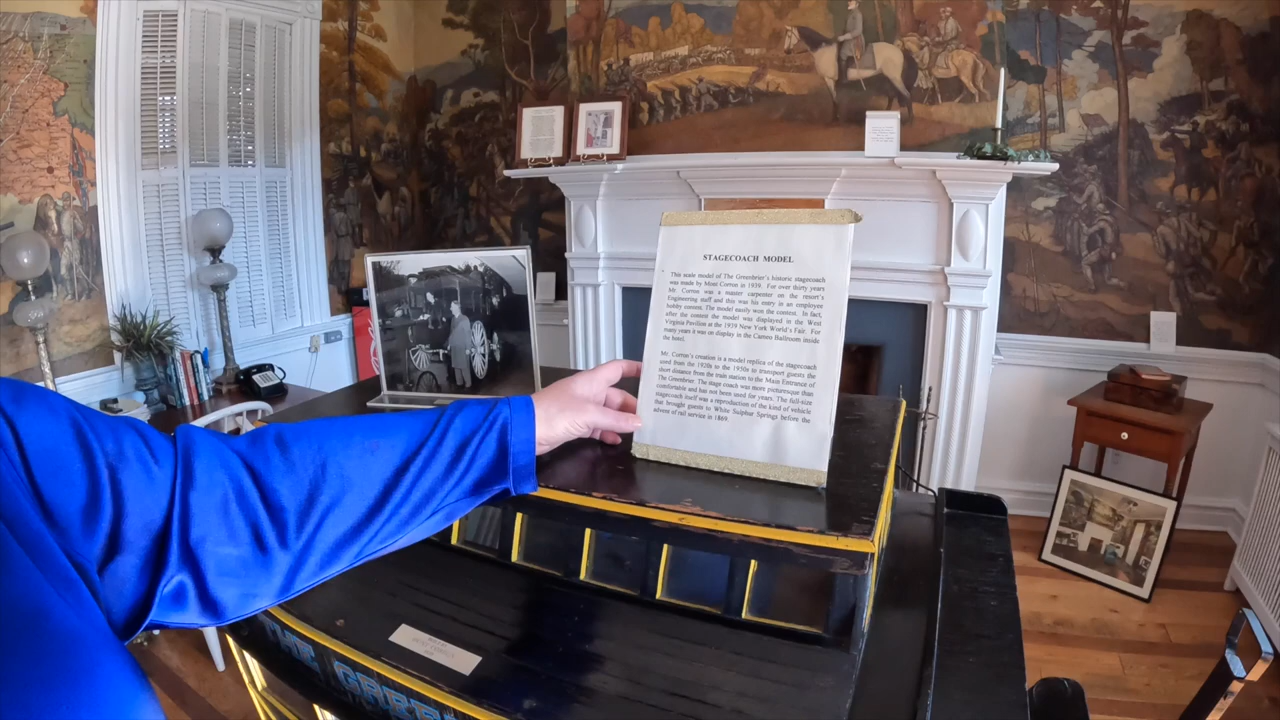 STAGECOACH MODEL
This scale model of The Greenbrier's historic stagecoach
was made by Mont Corron in 1939. For over thirty years
Mr. Corron was a master carpenter on the resort's
Engineering staff and this was his entry in an employee
hobby contest. The model easily won the contest. In fact,
after the contest the model was displayed in the West
Virginia Pavilion at the 1939 New York World's Fair. For
many years it was on display in the Cameo Ballroom inside
the hotel.
Mr. Corron's creation is a model replica of the stagecoach
used from the 1920s to the 1950s to transport guests the
short distance from the train station to the Main Entrance of
The Greenbrier. The stage coach was more picturesque than
comfortable and has not been used for years. The full-size
stagecoach itself was a reproduction of the kind of vehicle
that brought guests to White Sulphur Springs before the
advent of rail service in 1869.
THE GREE